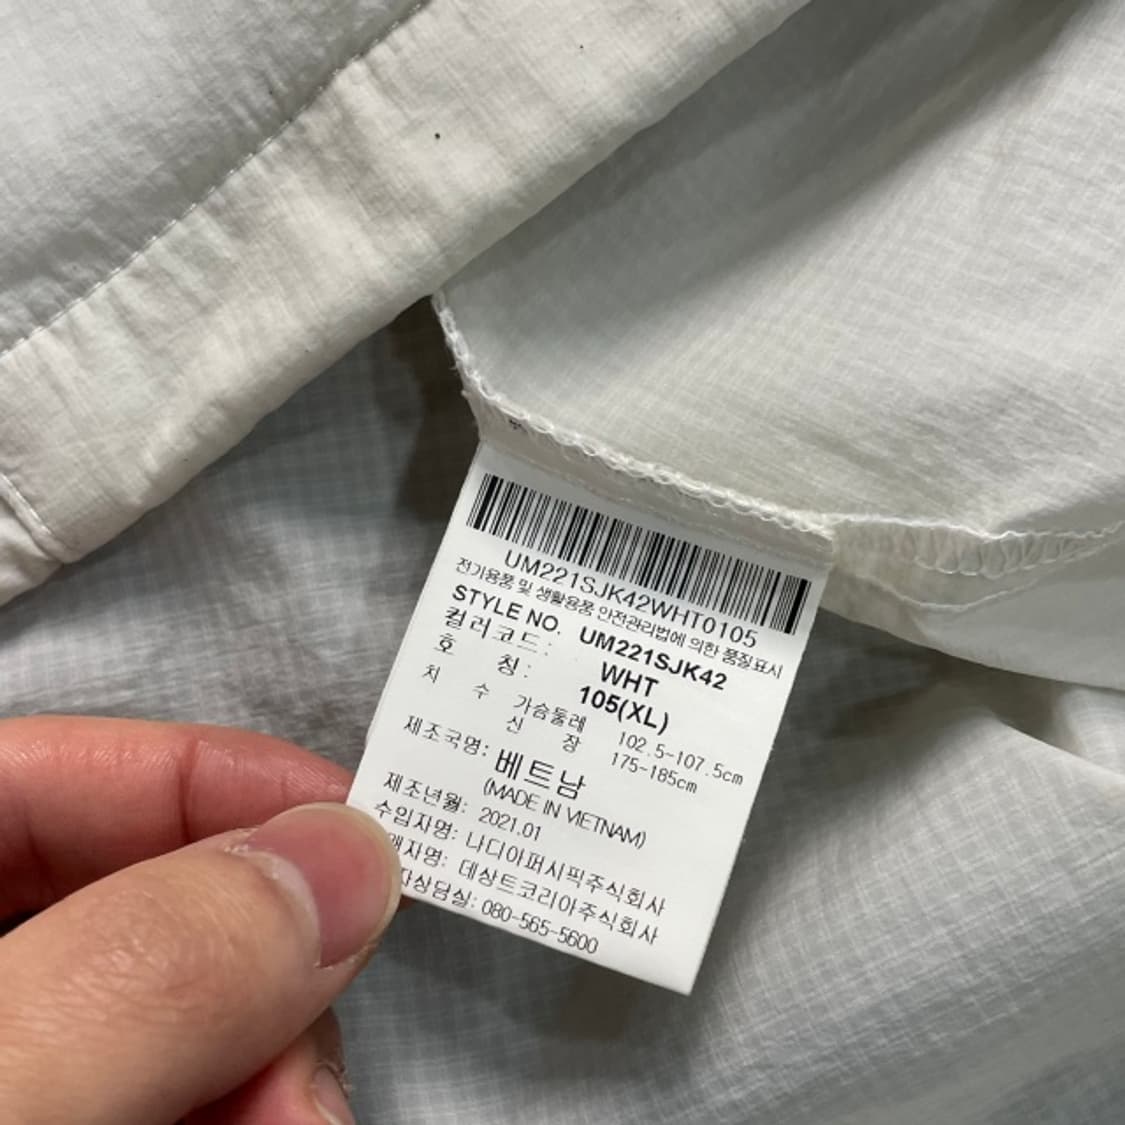 UM221SJK42WHT0105
전기용품 및 생활용품 안전관리법에 의한 품질표시
STYLE NO. UM221SJK42
컬러코드: WHT
호 칭: 105(XL)
치 수 가슴둘레 102.5-107.5cm
신 장 175-185cm
제조국명: 베트남
(MADE IN VIETNAM)
제조년월: 2021.01
수입자명: 나디아퍼시픽주식회사
매자명: 데상트코리아주식회사
자상담실: 080-565-5600